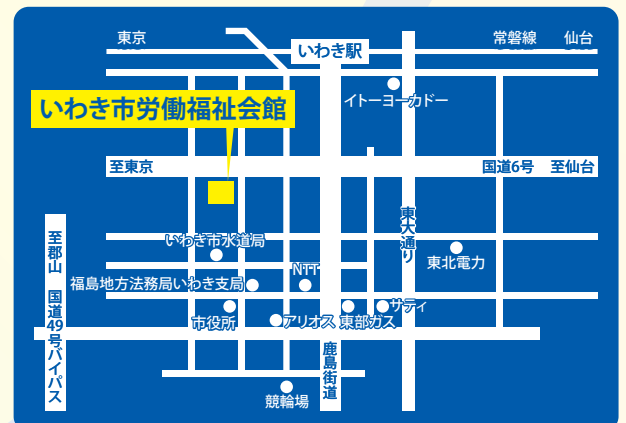 東京
いわき駅
常磐線 仙台
イトーヨーカドー
いわき市労働福祉会館
至東京
国道6号 至仙台
東大通り
いわき市水道局
東北電力
至郡山 国道49号バイパス
福島地方法務局いわき支局
NTT
市役所
アリオス
東部ガス
サティ
鹿島街道
競輪場